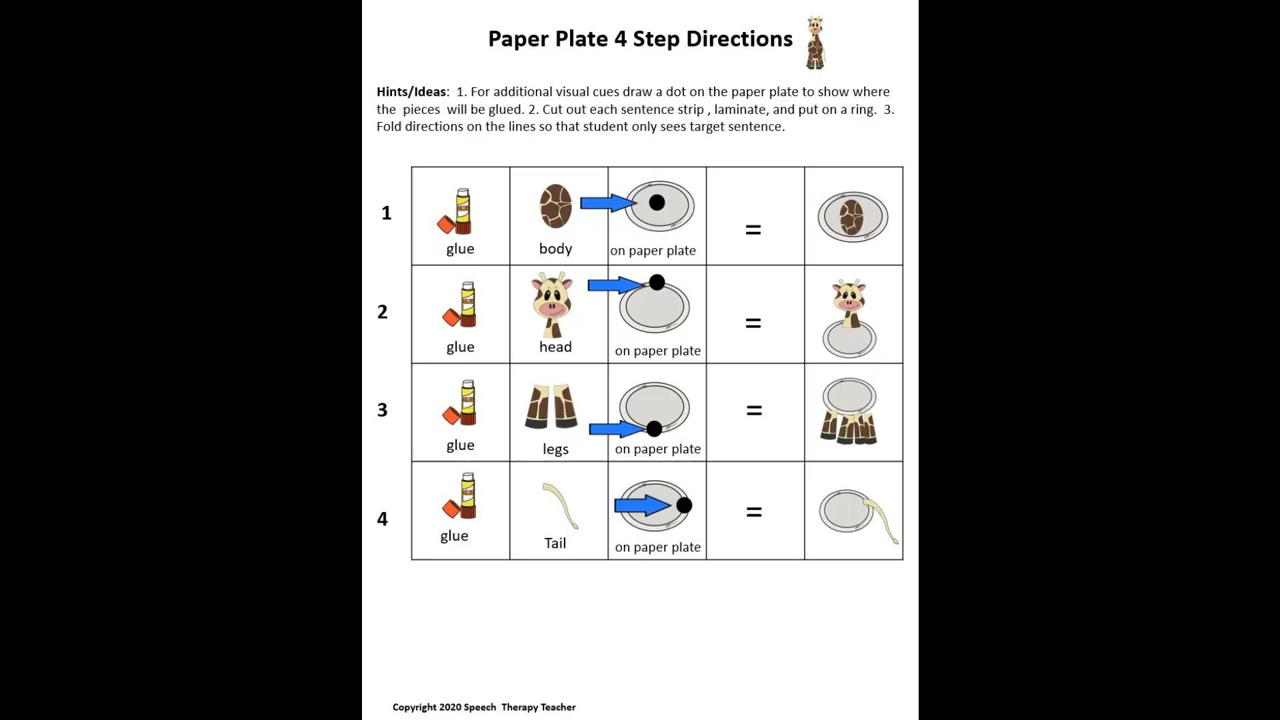 Paper Plate 4 Step Directions
Hints/Ideas: 1. For additional visual cues draw a dot on the paper plate to show where
the pieces will be glued. 2. Cut out each sentence strip , laminate, and put on a ring. 3.
Fold directions on the lines so that student only sees target sentence.
1
glue
body
on paper plate
=
2
glue
head
on paper plate
=
3
glue
legs
on paper plate
=
4
glue
Tail
on paper plate
=
Copyright 2020 Speech Therapy Teacher